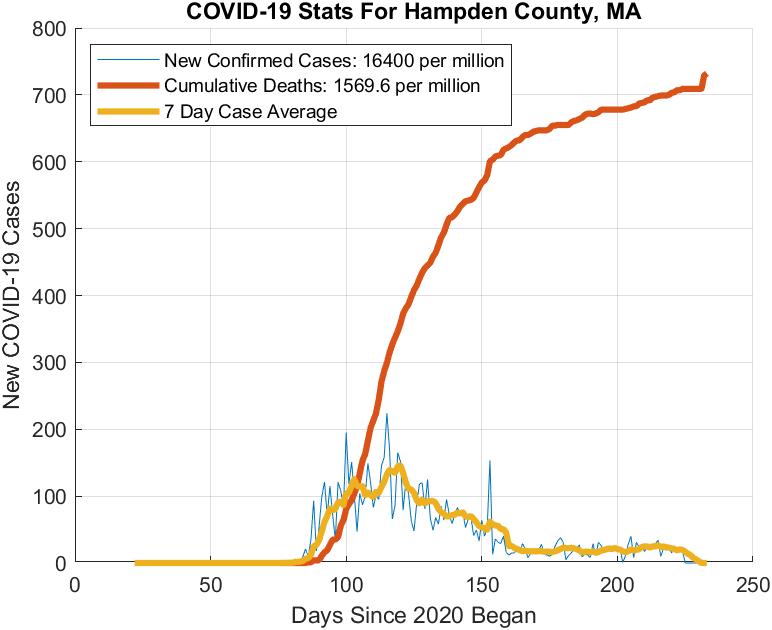 COVID-19 Stats For Hampden County, MA
800
700
600
500
400
300
200
100
0
New COVID-19 Cases
New Confirmed Cases: 16400 per million
Cumulative Deaths: 1569.6 per million
7 Day Case Average
0
50
100
150
200
250
Days Since 2020 Began